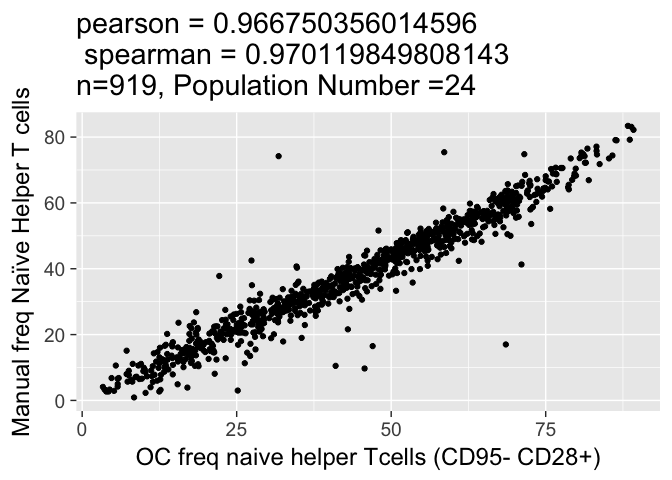 pearson = 0.966750356014596
spearman = 0.970119849808143
n=919, Population Number =24
Manual freq Naïve Helper T cells
80
60
40
20
0
0 25 50 75
OC freq naive helper Tcells (CD95- CD28+)